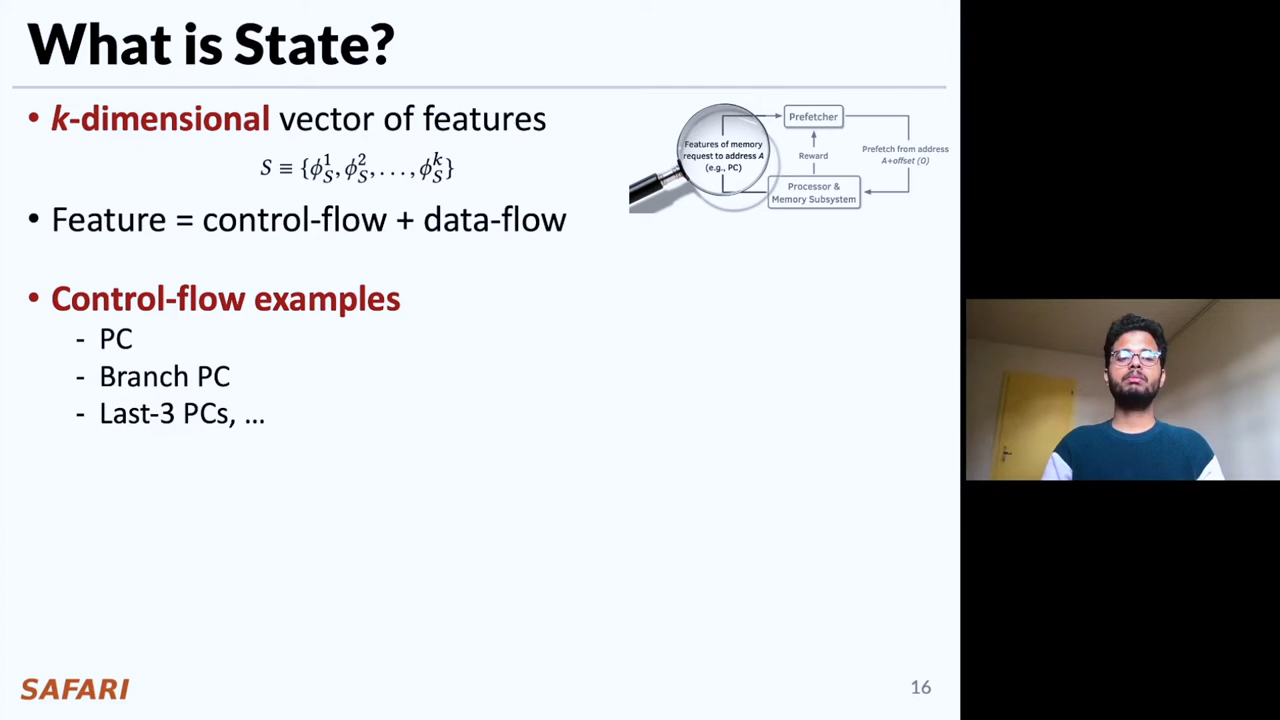 What is State?
• k-dimensional vector of features
S ≡ {ϕ_S^1, ϕ_S^2, . . . , ϕ_S^k}
• Feature = control-flow + data-flow
• Control-flow examples
- PC
- Branch PC
- Last-3 PCs, ...
Features of memory
request to address A
(e.g., PC)
Prefetcher
Reward
Prefetch from address
A+offset (O)
Processor &
Memory Subsystem
SAFARI
16